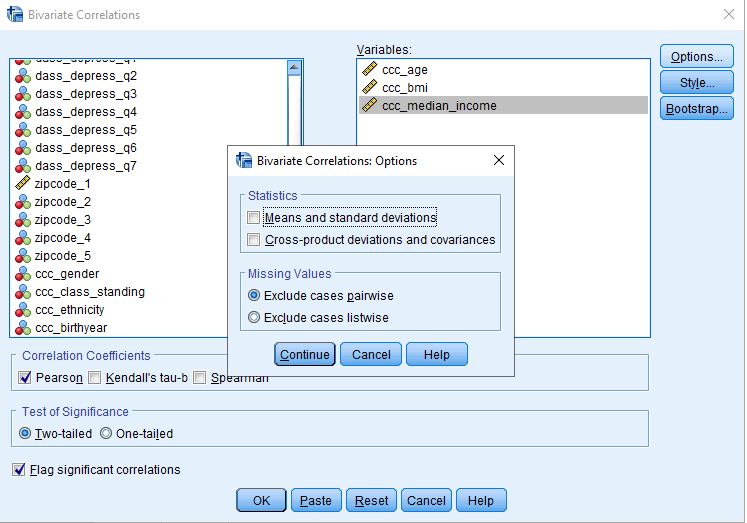 Bivariate Correlations
Variables:
dass_depress_q2
dass_depress_q3
dass_depress_q4
dass_depress_q5
dass_depress_q6
dass_depress_q7
zipcode_1
zipcode_2
zipcode_3
zipcode_4
zipcode_5
ccc_gender
ccc_class_standing
ccc_ethnicity
ccc_birthyear
ccc_age
ccc_bmi
ccc_median_income
Options...
Style...
Bootstrap...
Bivariate Correlations: Options
Statistics
Means and standard deviations
Cross-product deviations and covariances
Missing Values
Exclude cases pairwise
Exclude cases listwise
Continue Cancel Help
Correlation Coefficients
Pearson Kendall's tau-b Spearman
Test of Significance
Two-tailed One-tailed
Flag significant correlations
OK Paste Reset Cancel Help